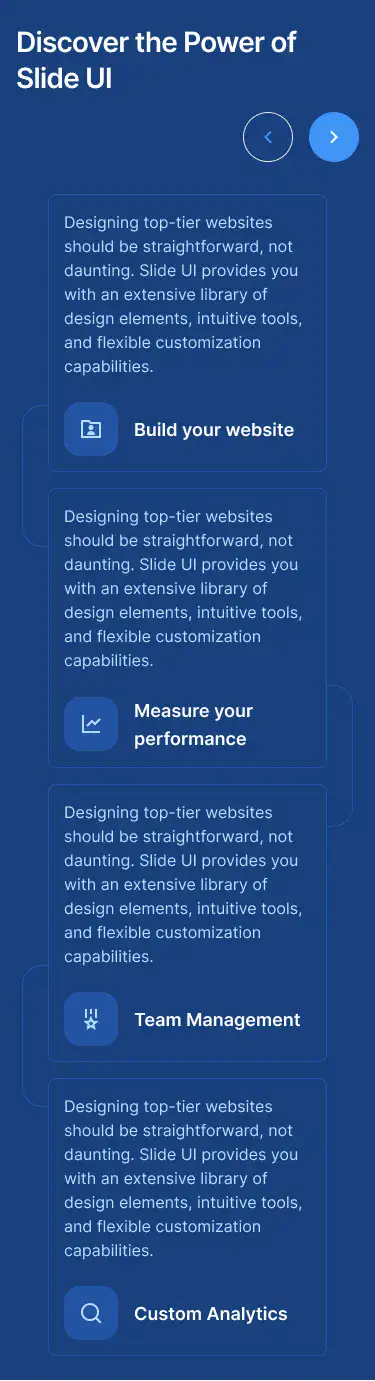 Discover the Power of
Slide UI
Designing top-tier websites
should be straightforward, not
daunting. Slide UI provides you
with an extensive library of
design elements, intuitive tools,
and flexible customization
capabilities.
Build your website
Designing top-tier websites
should be straightforward, not
daunting. Slide UI provides you
with an extensive library of
design elements, intuitive tools,
and flexible customization
capabilities.
Measure your
performance
Designing top-tier websites
should be straightforward, not
daunting. Slide UI provides you
with an extensive library of
design elements, intuitive tools,
and flexible customization
capabilities.
Team Management
Designing top-tier websites
should be straightforward, not
daunting. Slide UI provides you
with an extensive library of
design elements, intuitive tools,
and flexible customization
capabilities.
Custom Analytics